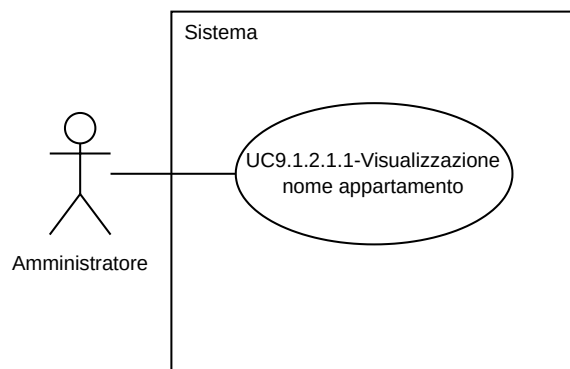 Sistema
UC9.1.2.1.1-Visualizzazione
nome appartamento
Amministratore